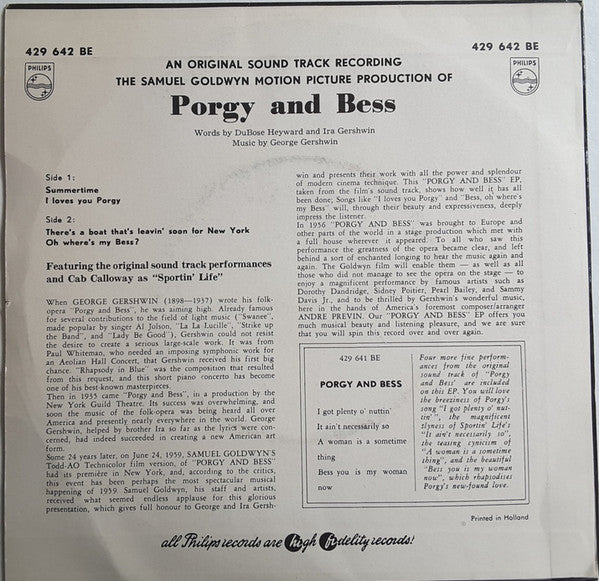 429 642 BE
429 642 BE
PHILIPS
PHILIPS
AN ORIGINAL SOUND TRACK RECORDING
THE SAMUEL GOLDWYN MOTION PICTURE PRODUCTION OF
Porgy and Bess
Words by DuBose Heyward and Ira Gershwin
Music by George Gershwin
Side 1:
Summertime
I loves you Porgy
Side 2:
There's a boat that's leavin' soon for New York
Oh where's my Bess?
Featuring the original sound track performances
and Cab Calloway as "Sportin' Life"
When GEORGE GERSHWIN (1898—1937) wrote his folk-
opera "Porgy and Bess", he was aiming high. Already famous
for several contributions to the field of light music ("Swanee",
made popular by singer Al Jolson, "La La Lucille", "Strike up
the Band", and "Lady Be Good"), Gershwin could not resist
the desire to create a serious large-scale work. It was from
Paul Whiteman, who needed an imposing symphonic work for
an Aeolian Hall Concert, that Gershwin received his first big
chance. "Rhapsody in Blue" was the composition that resulted
from this request, and this short piano concerto has become
one of his best-known masterpieces.
Then in 1935 came "Porgy and Bess", in a production by the
New York Guild Theater. Its success was overwhelming, and
soon the music of the folk-opera was being heard all over
America and presently nearly everywhere in the world. George
Gershwin, helped by brother Ira so far as the lyrics were con-
cerned, had indeed succeeded in creating a new American art
form.
Some 24 years later, on June 24, 1959, SAMUEL GOLDWYN'S
Todd-AO Technicolor film version, of "PORGY AND BESS"
had its première in New York, and, according to the critics,
this event has been perhaps the most spectacular musical
happening of 1959. Samuel Goldwyn, his staff and artists,
received what seemed endless applause for this glorious
presentation, which gives full honour to George and Ira Gersh-
win and presents their work with all the power and splendour
of modern cinema technique. This "PORGY AND BESS" EP,
taken from the film's sound track, shows how well it has all
been done; Songs like "I loves you Porgy" and "Bess, oh where's
my Bess" will, through their beauty and expressiveness, deeply
impress the listener.
In 1956 "PORGY AND BESS" was brought to Europe and
other parts of the world in a stage production which met with
a full house wherever it appeared. To all who saw this
performance the greatness of the opera became clear, and left
behind a sort of enchanted longing to hear the music again and
again. The Goldwyn film will enable them — as well as all
those who did not manage to see the opera on the stage — to
enjoy a magnificent performance by famous artists such as
Dorothy Dandridge, Sidney Poitier, Pearl Bailey, and Sammy
Davis Jr., and to be thrilled by Gershwin's wonderful music,
here in the hands of America's foremost composer/arranger
ANDRE PREVIN. Our "PORGY AND BESS" EP offers you
much musical beauty and listening pleasure, and we are sure
that you will spin this record over and over again.
429 641 BE
PORGY AND BESS
I got plenty o' nuttin'
It ain't necessarily so
A woman is a sometime
thing
Bess you is my woman
now
Four more fine perform-
ances from the original
sound track of "Porgy
and Bess' are included
on this EP. You will love
the breeziness of Porgy's
song "I got plenty o' nut-
tin'", the magnificent
slyness of Sportin' Life's
"It ain't necessarily so",
the teasing cynicism of
"A woman is a sometime
thing", and the beautiful
"Bess you is my woman
now", which rhapsodises
Porgy's new-found love.
Printed in Holland
all Philips records are high fidelity records!